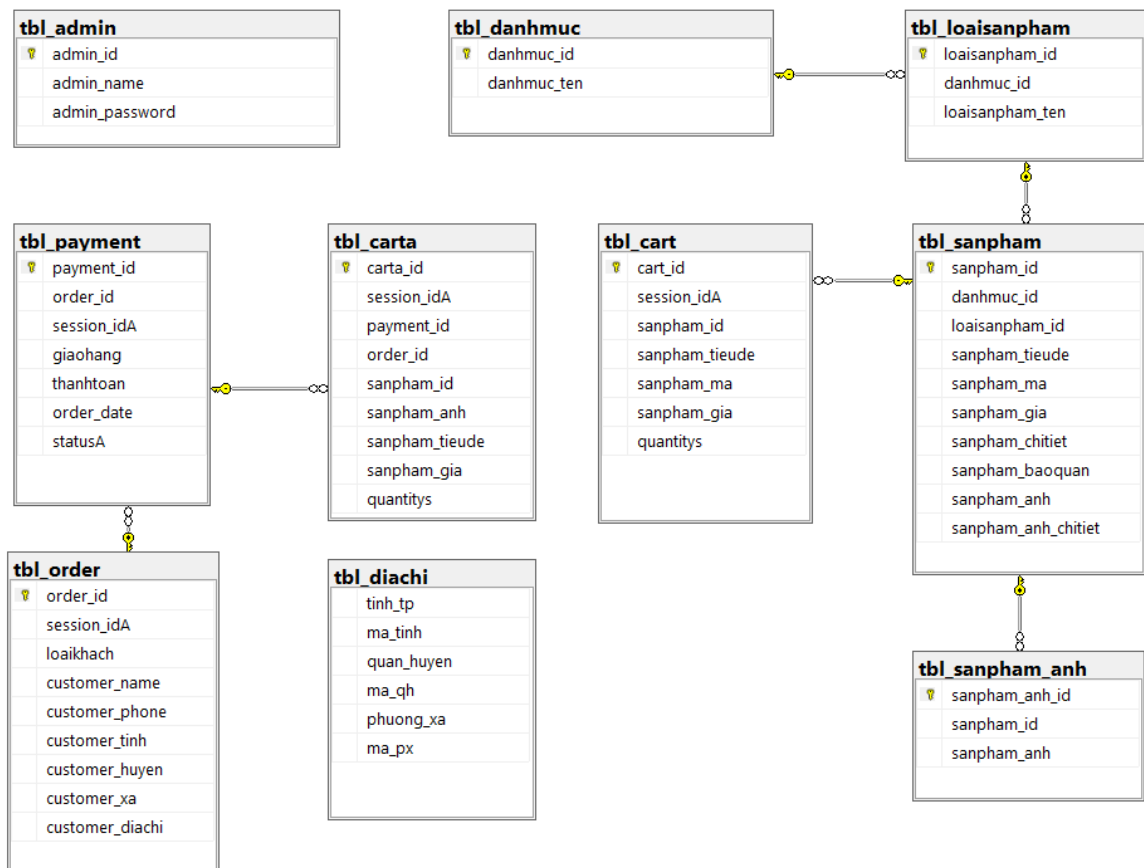 tbl_admin
admin_id
admin_name
admin_password
tbl_danhmuc
danhmuc_id
danhmuc_ten
tbl_loaisanpham
loaisanpham_id
danhmuc_id
loaisanpham_ten
tbl_payment
payment_id
order_id
session_idA
giaohang
thanhtoan
order_date
statusA
tbl_carta
carta_id
session_idA
payment_id
order_id
sanpham_id
sanpham_anh
sanpham_tieude
sanpham_gia
quantitys
tbl_cart
cart_id
session_idA
sanpham_id
sanpham_tieude
sanpham_ma
sanpham_gia
quantitys
tbl_sanpham
sanpham_id
danhmuc_id
loaisanpham_id
sanpham_tieude
sanpham_ma
sanpham_gia
sanpham_chitiet
sanpham_baoquan
sanpham_anh
sanpham_anh_chitiet
tbl_order
order_id
session_idA
loaikhach
customer_name
customer_phone
customer_tinh
customer_huyen
customer_xa
customer_diachi
tbl_diachi
tinh_tp
ma_tinh
quan_huyen
ma_qh
phuong_xa
ma_px
tbl_sanpham_anh
sanpham_anh_id
sanpham_id
sanpham_anh